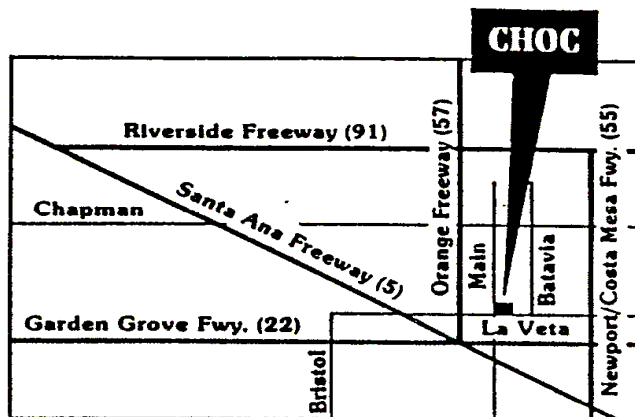 CHOC
Riverside Freeway (91)
Orange Freeway (57)
Newport/Costa Mesa Fwy. (55)
Santa Ana Freeway (5)
Chapman
Main
Batavia
Garden Grove Fwy. (22)
La Veta
Bristol